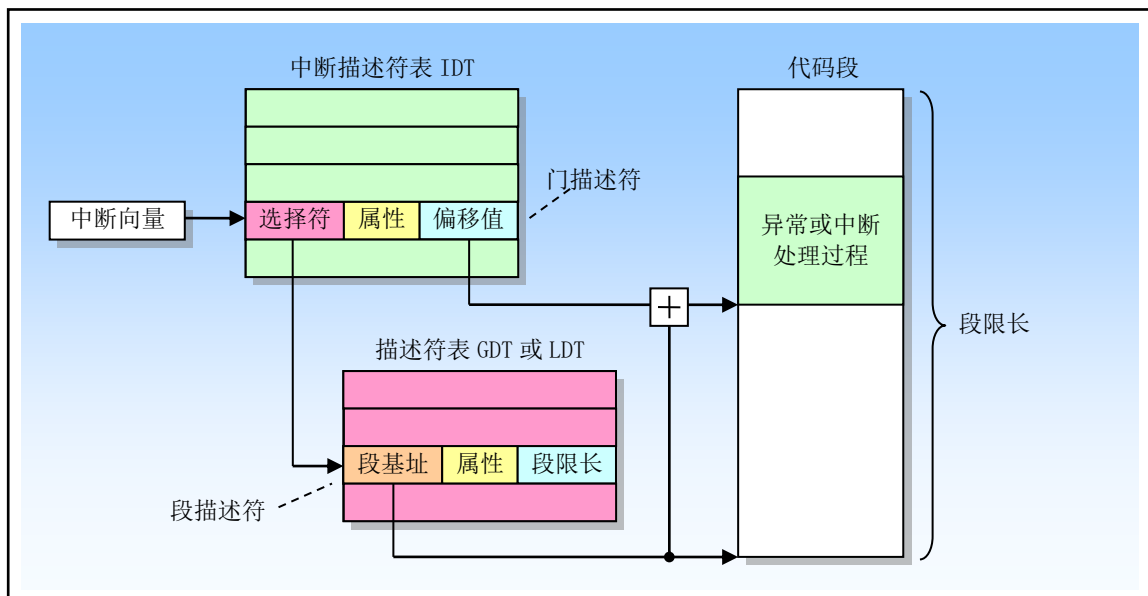 中断描述符表 IDT
代码段
门描述符
中断向量
选择符
属性
偏移值
异常或中断
处理过程
+
段限长
描述符表 GDT 或 LDT
段基址
属性
段限长
段描述符